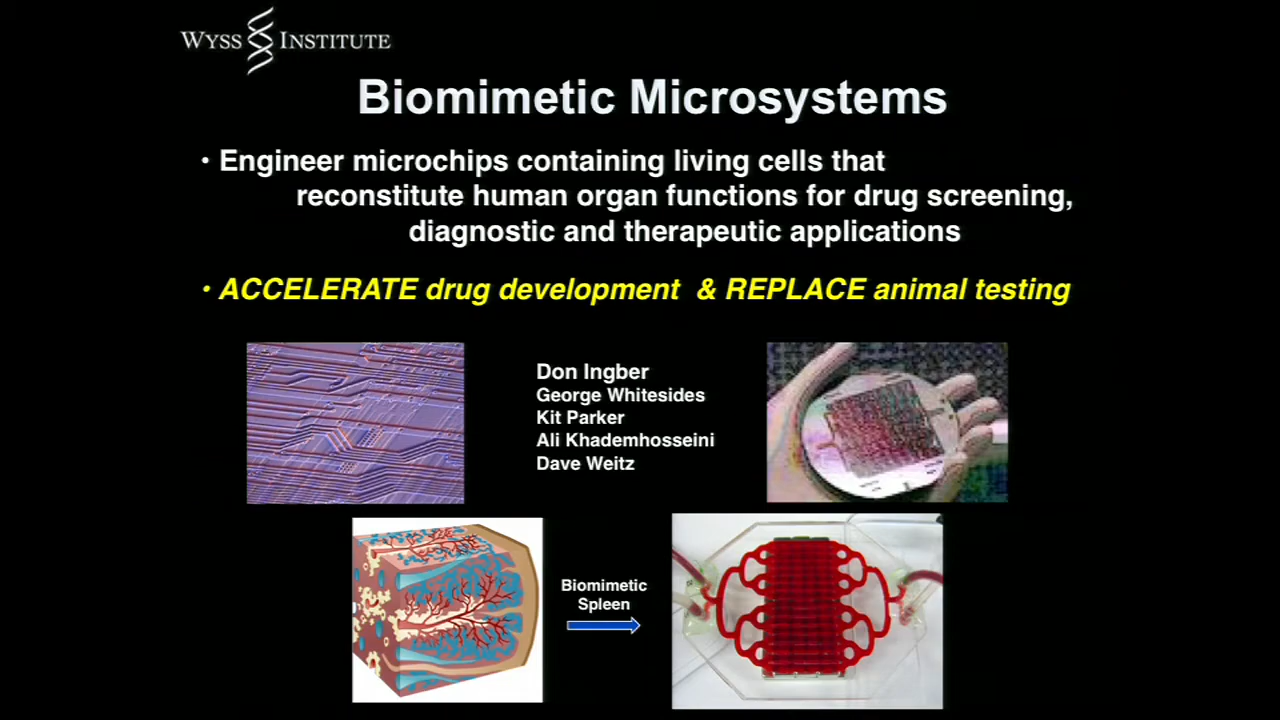 WYSS INSTITUTE
Biomimetic Microsystems
• Engineer microchips containing living cells that
reconstitute human organ functions for drug screening,
diagnostic and therapeutic applications
• ACCELERATE drug development & REPLACE animal testing
Don Ingber
George Whitesides
Kit Parker
Ali Khademhosseini
Dave Weitz
Biomimetic
Spleen